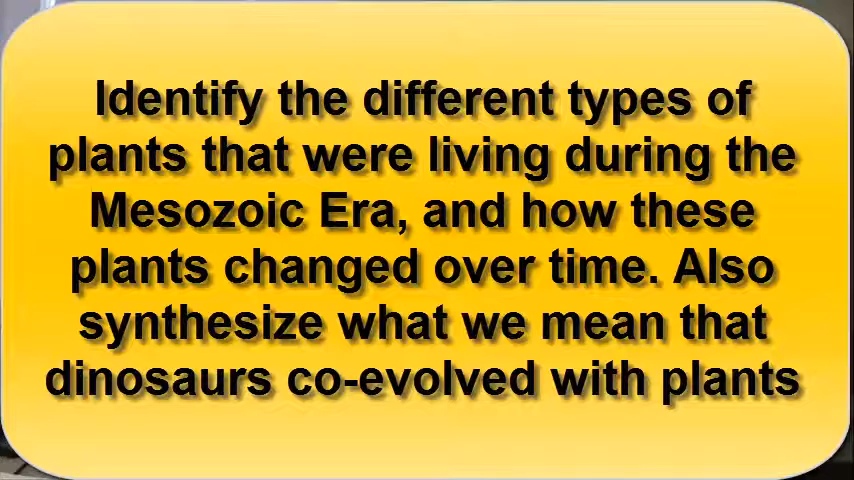 Identify the different types of
plants that were living during the
Mesozoic Era, and how these
plants changed over time. Also
synthesize what we mean that
dinosaurs co-evolved with plants